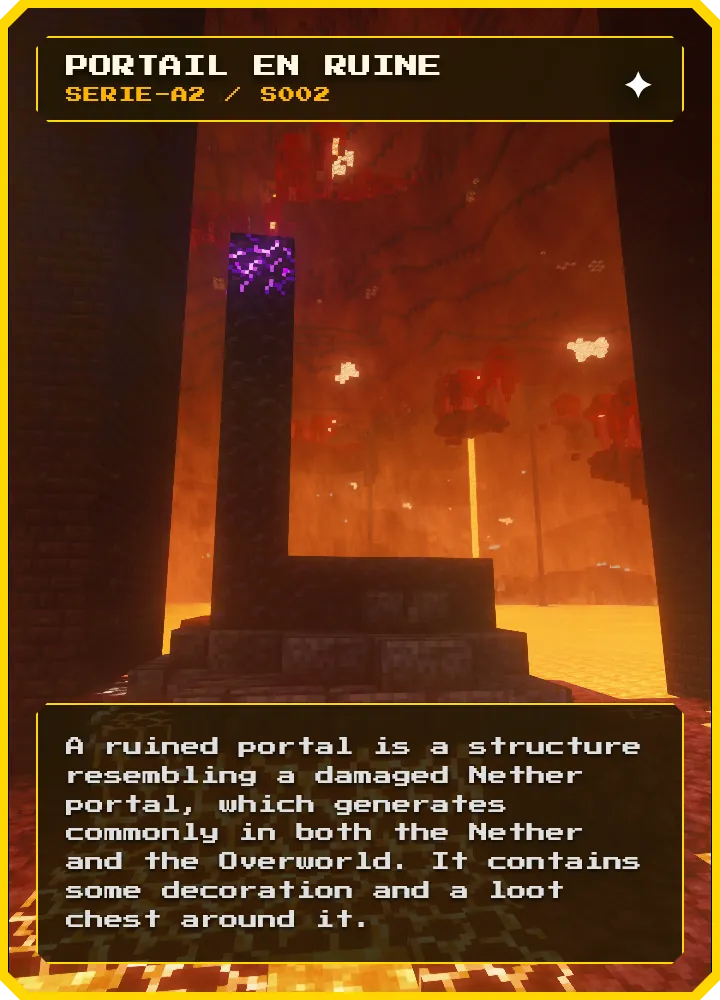 PORTAIL EN RUINE
SERIE-A2 / S002
A ruined portal is a structure
resembling a damaged Nether
portal, which generates
commonly in both the Nether
and the Overworld. It contains
some decoration and a loot
chest around it.